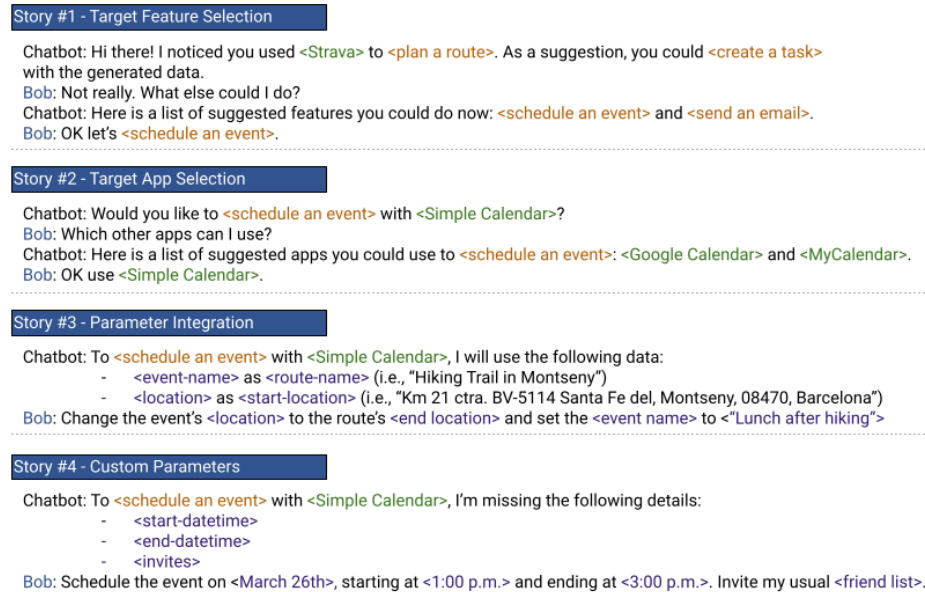 Story #1 - Target Feature Selection
Chatbot: Hi there! I noticed you used <Strava> to <plan a route>. As a suggestion, you could <create a task>
with the generated data.
Bob: Not really. What else could I do?
Chatbot: Here is a list of suggested features you could do now: <schedule an event> and <send an email>.
Bob: OK let's <schedule an event>.
Story #2 - Target App Selection
Chatbot: Would you like to <schedule an event> with <Simple Calendar>?
Bob: Which other apps can I use?
Chatbot: Here is a list of suggested apps you could use to <schedule an event>: <Google Calendar> and <MyCalendar>.
Bob: OK use <Simple Calendar>.
Story #3 - Parameter Integration
Chatbot: To <schedule an event> with <Simple Calendar>, I will use the following data:
- <event-name> as <route-name> (i.e., “Hiking Trail in Montseny”)
- <location> as <start-location> (i.e., “Km 21 ctra. BV-5114 Santa Fe del, Montseny, 08470, Barcelona”)
Bob: Change the event's <location> to the route's <end location> and set the <event name> to <“Lunch after hiking”>
Story #4 - Custom Parameters
Chatbot: To <schedule an event> with <Simple Calendar>, I'm missing the following details:
- <start-datetime>
- <end-datetime>
- <invites>
Bob: Schedule the event on <March 26th>, starting at <1:00 p.m.> and ending at <3:00 p.m.>. Invite my usual <friend list>.